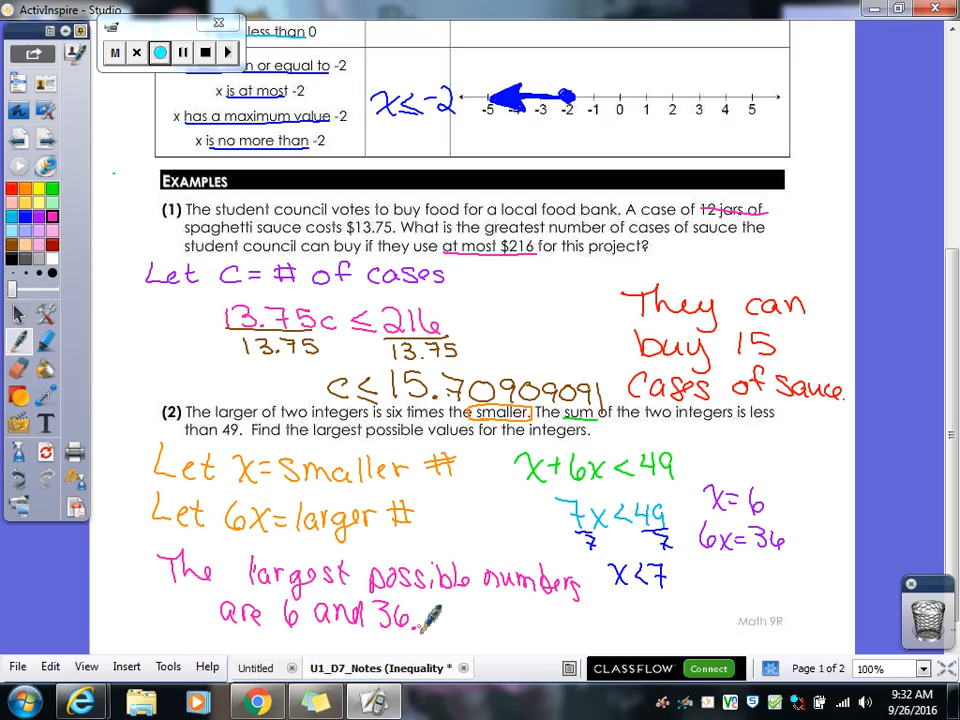 ActivInspire - Studio
less than 0
n or equal to -2
x is at most -2
x has a maximum value -2
x is no more than -2
x ≤ -2
-5 -3 -2 -1 0 1 2 3 4 5
EXAMPLES
(1) The student council votes to buy food for a local food bank. A case of 12 jars of
spaghetti sauce costs $13.75. What is the greatest number of cases of sauce the
student council can buy if they use at most $216 for this project?
Let C = # of cases
13.75c ≤ 216
13.75 13.75
c ≤ 15.70909091
They can
buy 15
cases of sauce.
(2) The larger of two integers is six times the smaller. The sum of the two integers is less
than 49. Find the largest possible values for the integers.
Let x = smaller #
Let 6x = larger #
x + 6x < 49
7x < 49
7 7
x < 7
x = 6
6x = 36
The largest possible numbers
are 6 and 36.
Math 9R
File Edit View Insert Tools Help
Untitled
U1_D7_Notes (Inequality *
CLASSFLOW Connect
Page 1 of 2
100%
9:32 AM
9/26/2016